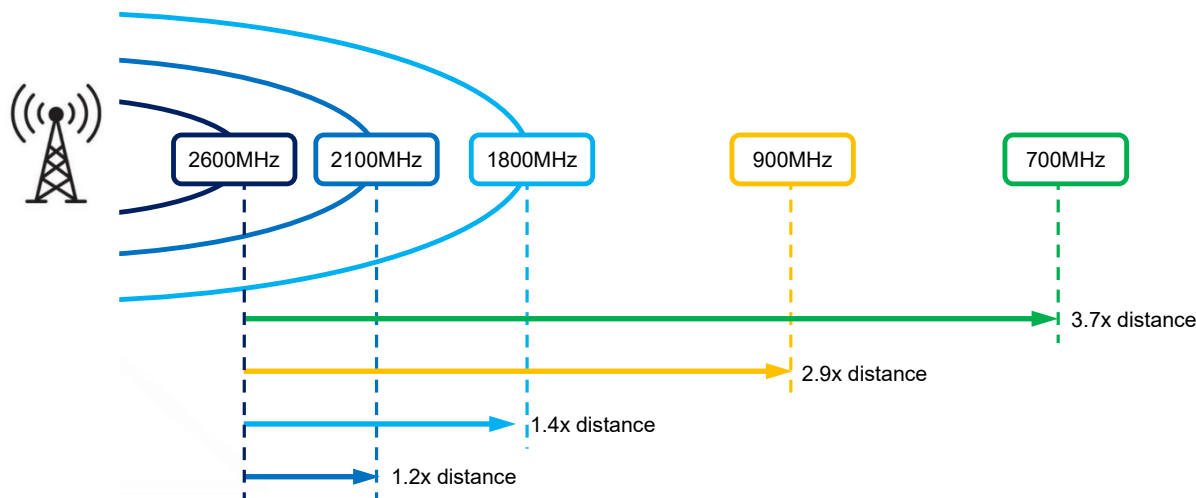 2600MHz
2100MHz
1800MHz
900MHz
700MHz
3.7x distance
2.9x distance
1.4x distance
1.2x distance